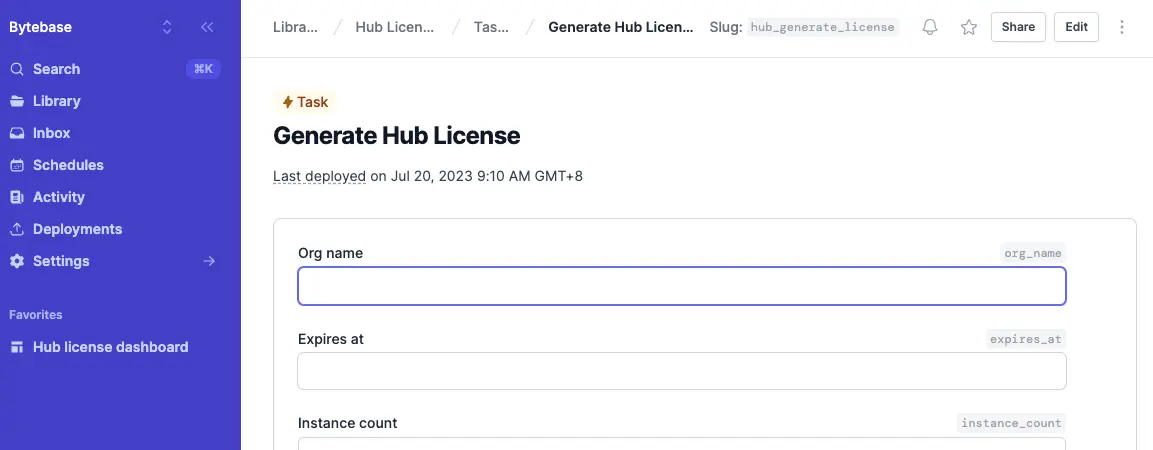 Bytebase
Search ⌘K
Library
Inbox
Schedules
Activity
Deployments
Settings
Favorites
Hub license dashboard
Libra... / Hub Licen... / Tas... / Generate Hub Licen... Slug: hub_generate_license Share Edit
Task
Generate Hub License
Last deployed on Jul 20, 2023 9:10 AM GMT+8
Org name org_name
Expires at expires_at
Instance count instance_count